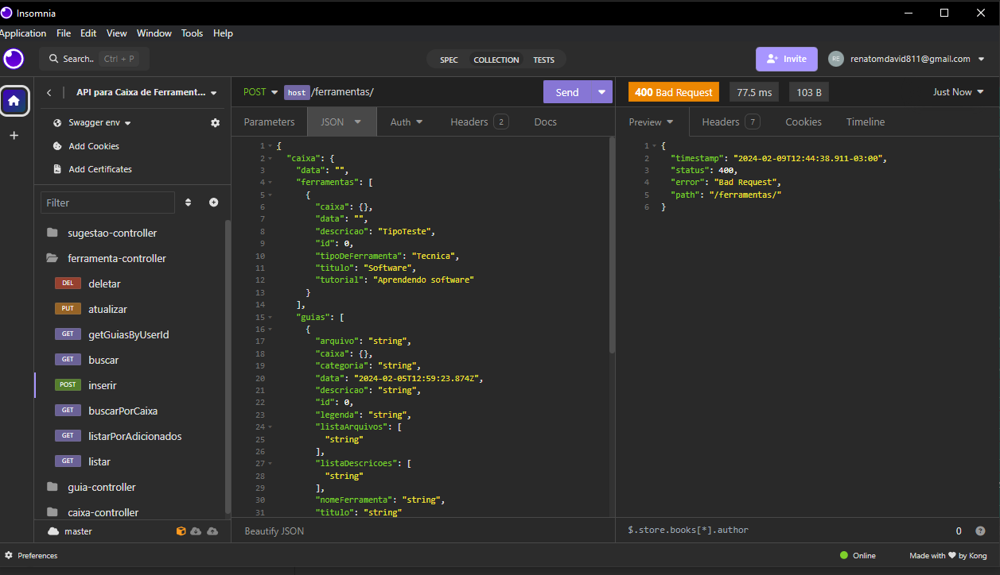 Insomnia
Application File Edit View Window Tools Help
Search.. Ctrl + P
SPEC COLLECTION TESTS
Invite
RE renatomdavid811@gmail.com
API para Caixa de Ferrament...
Swagger env
Add Cookies
Add Certificates
Filter
sugestao-controller
ferramenta-controller
DEL deletar
PUT atualizar
GET getGuiasByUserId
GET buscar
POST inserir
GET buscarPorCaixa
GET listarPorAdicionados
GET listar
guia-controller
caixa-controller
master
POST host /ferramentas/ Send
Parameters JSON Auth Headers 2 Docs
1 {
2 "caixa": {
3 "data": "",
4 "ferramentas": [
5 {
6 "caixa": {},
7 "data": "",
8 "descricao": "TipoTeste",
9 "id": 0,
10 "tipoDeFerramenta": "Tecnica",
11 "titulo": "Software",
12 "tutorial": "Aprendendo software"
13 }
14 ],
15 "guias": [
16 {
17 "arquivo": "string",
18 "caixa": {},
19 "categoria": "string",
20 "data": "2024-02-05T12:59:23.874Z",
21 "descricao": "string",
22 "id": 0,
23 "legenda": "string",
24 "listaArquivos": [
25 "string"
26 ],
27 "listaDescricoes": [
28 "string"
29 ],
30 "nomeFerramenta": "string",
31 "titulo": "string"
Beautify JSON
400 Bad Request 77.5 ms 103 B Just Now
Preview Headers 7 Cookies Timeline
1 {
2 "timestamp": "2024-02-09T12:44:38.911-03:00",
3 "status": 400,
4 "error": "Bad Request",
5 "path": "/ferramentas/"
6 }
$.store.books[*].author 0 ?
Preferences
Online
Made with ♥ by Kong